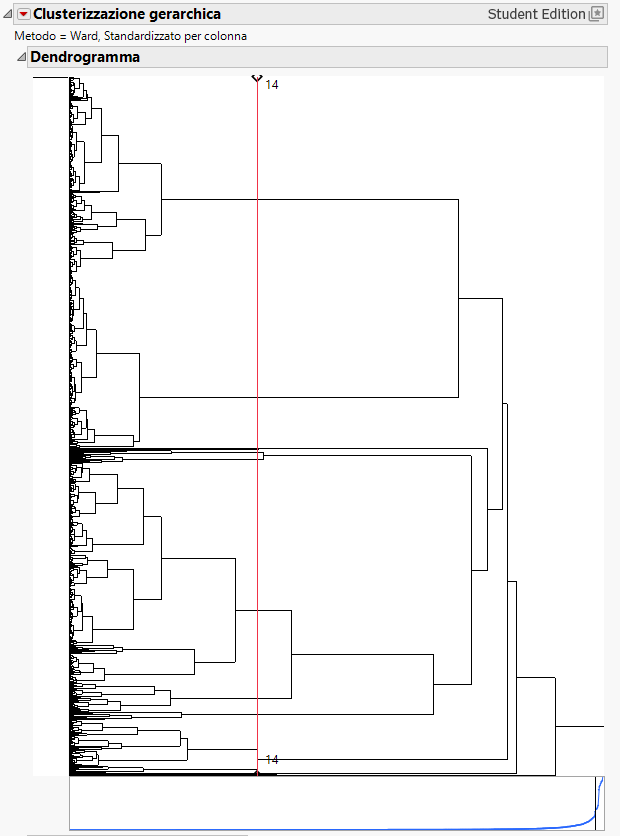 Clusterizzazione gerarchica Student Edition
Metodo = Ward, Standardizzato per colonna
Dendrogramma
14
14